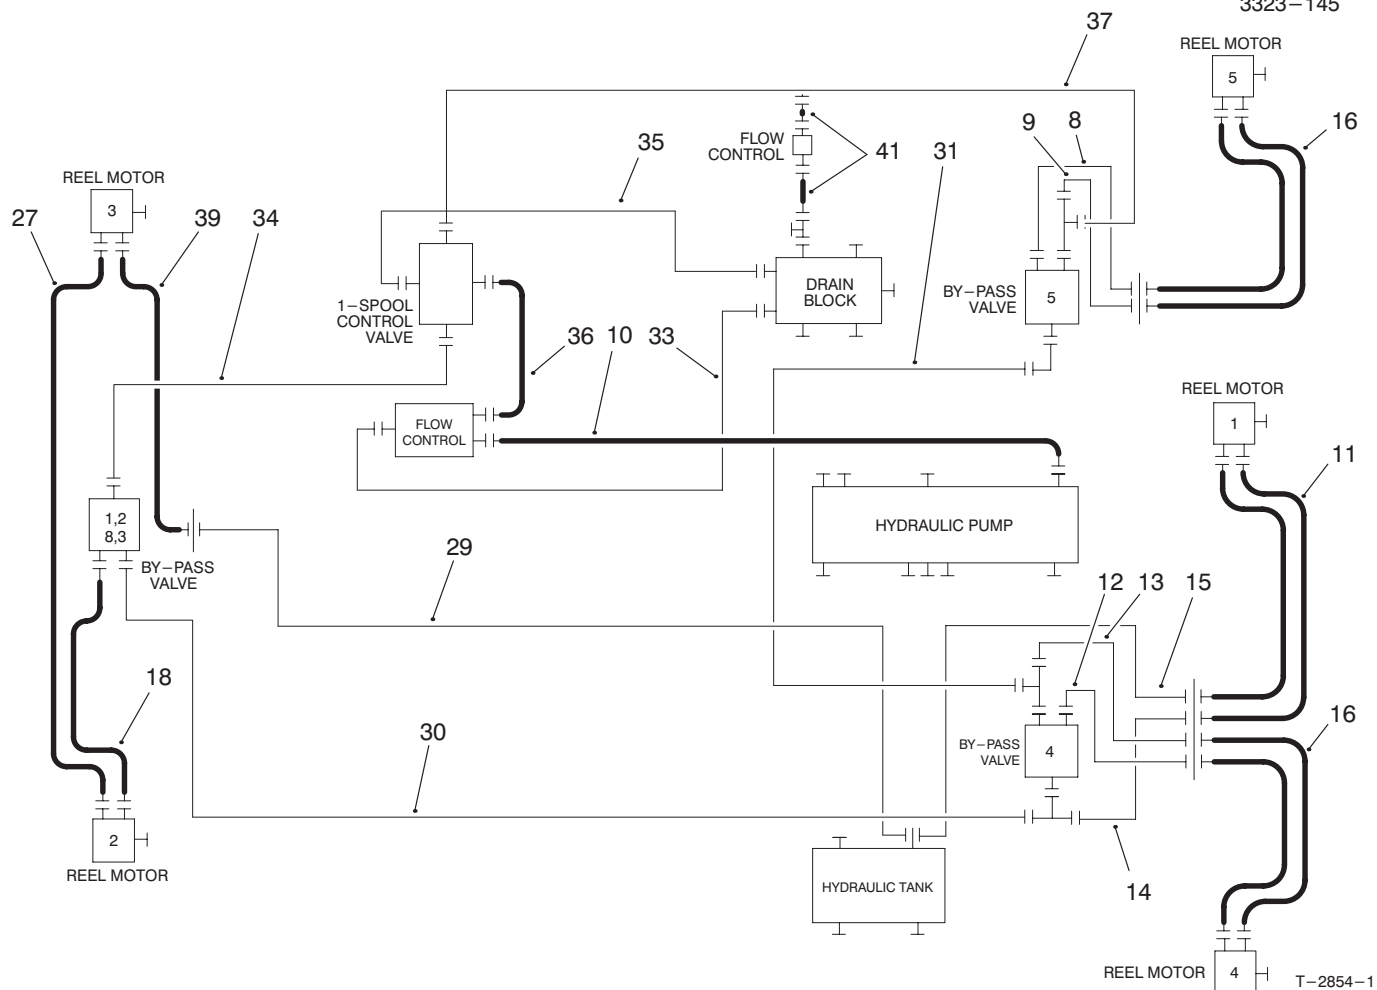 3323–145
37
REEL MOTOR
5
16
9
8
FLOW
CONTROL
41
31
35
REEL MOTOR
3
27
39
34
1–SPOOL
CONTROL
VALVE
DRAIN
BLOCK
BY–PASS
VALVE
5
36
10
33
FLOW
CONTROL
REEL MOTOR
1
11
1,2
8,3
BY–PASS
VALVE
HYDRAULIC PUMP
29
12
13
15
18
30
BY–PASS
VALVE
4
16
2
REEL MOTOR
HYDRAULIC TANK
14
REEL MOTOR
4
T–2854–1